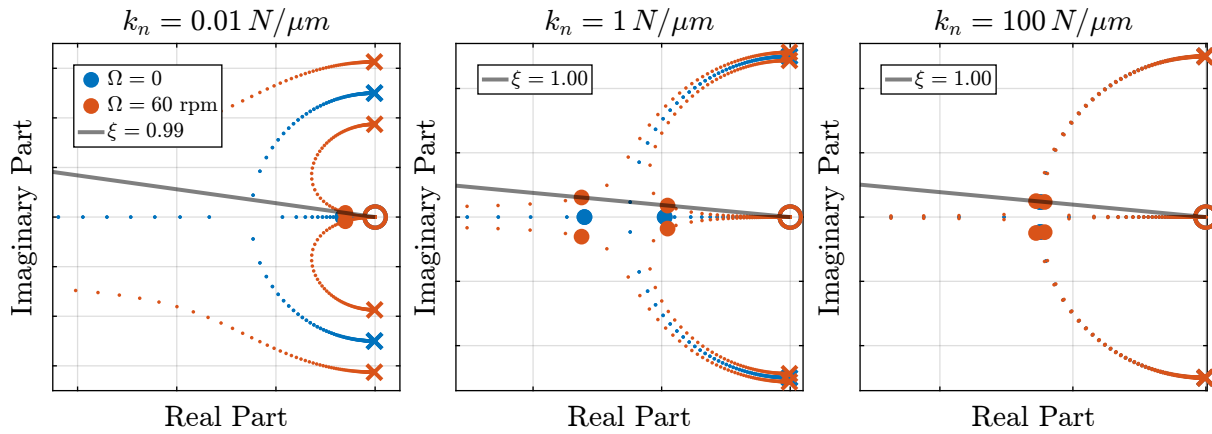 k_n = 0.01 N/μm
k_n = 1 N/μm
k_n = 100 N/μm
Ω = 0
Ω = 60 rpm
ξ = 0.99
ξ = 1.00
ξ = 1.00
Imaginary Part
Imaginary Part
Imaginary Part
Real Part
Real Part
Real Part